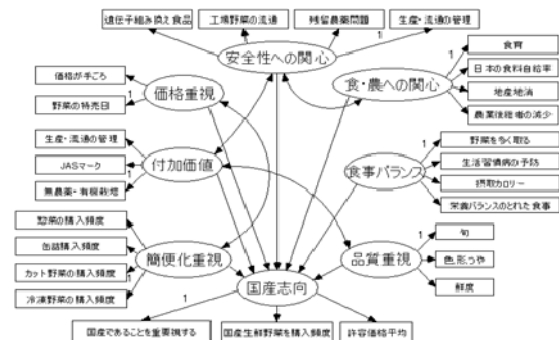 遺伝子組み換え食品
工場野菜の流通
残留農薬問題
生産・流通の管理
1
安全性への関心
食育
1
日本の食料自給率
地産地消
農業後継者の減少
食・農への関心
価格が手ごろ
野菜の特売日
1
価格重視
生産・流通の管理
JASマーク
無農薬・有機栽培
1
付加価値
野菜を多く取る
1
生活習慣病の予防
摂取カロリー
栄養バランスのとれた食事
食事バランス
惣菜の購入頻度
缶詰購入頻度
カット野菜の購入頻度
冷凍野菜の購入頻度
1
簡便化重視
旬
1
色,形,つや
鮮度
品質重視
国産志向
1
国産であることを重要視する
国産生鮮野菜を購入頻度
許容価格平均